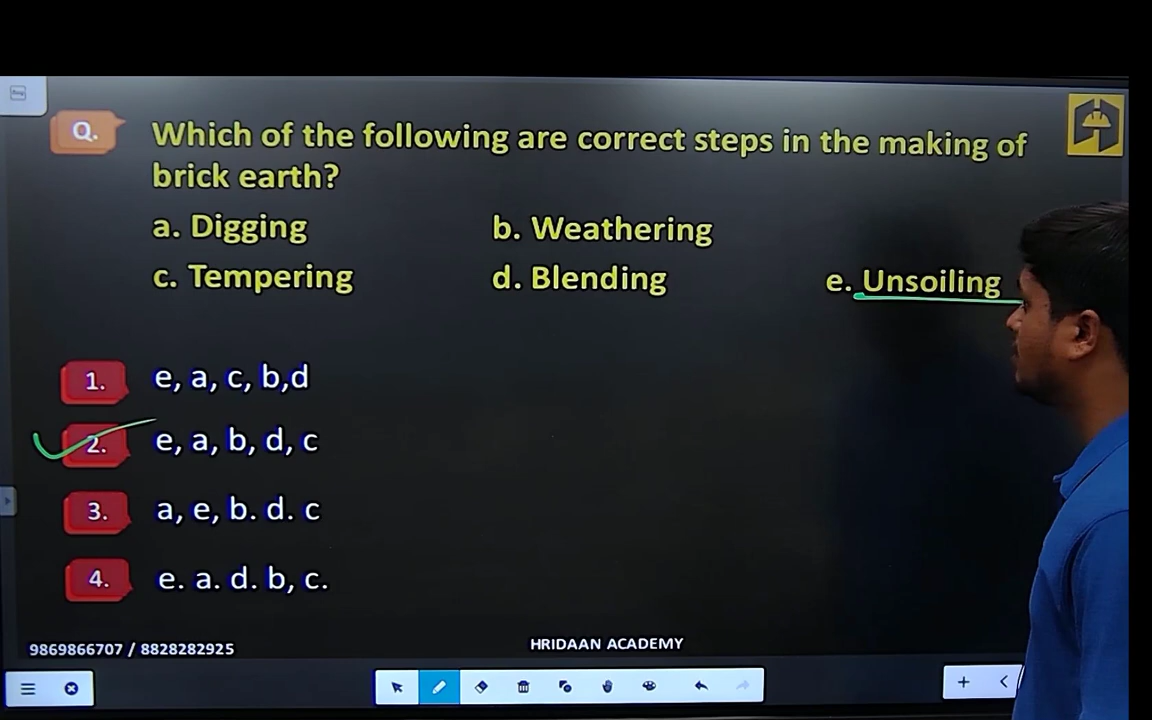 Q. Which of the following are correct steps in the making of
brick earth?
a. Digging b. Weathering
c. Tempering d. Blending e. Unsoiling
1. e, a, c, b,d
2. e, a, b, d, c
3. a, e, b. d. c
4. e. a. d. b, c.
9869866707 / 8828282925 HRIDAAN ACADEMY